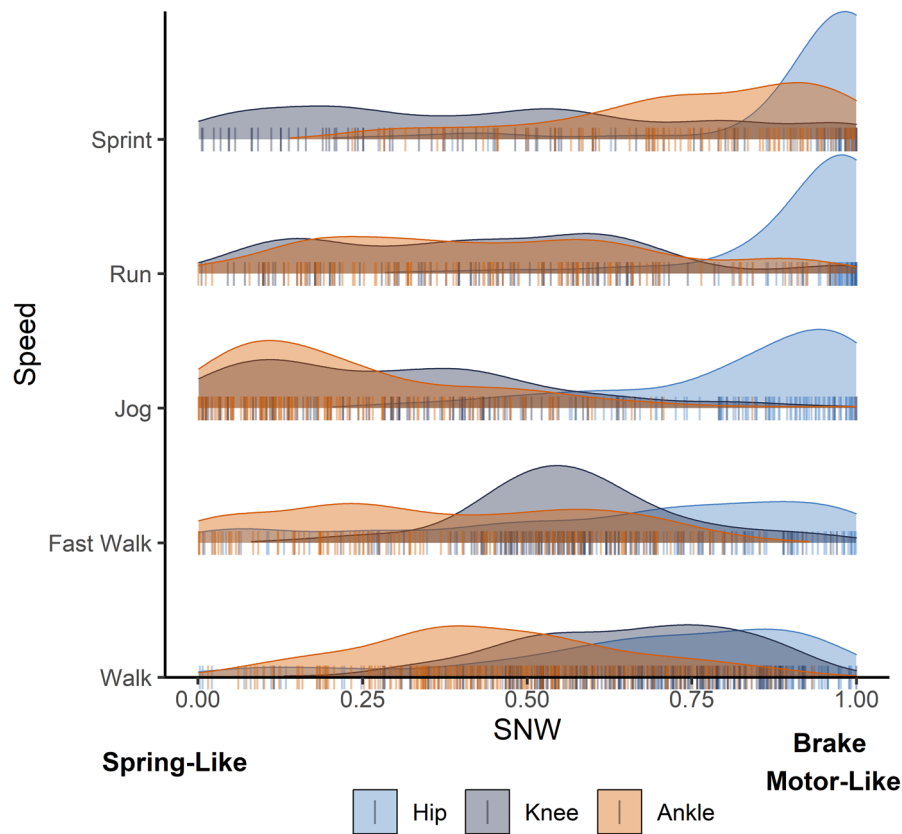 Sprint
Run
Jog
Fast Walk
Walk
Speed
0.00 0.25 0.50 0.75 1.00
SNW
Spring-Like
Brake
Motor-Like
Hip Knee Ankle